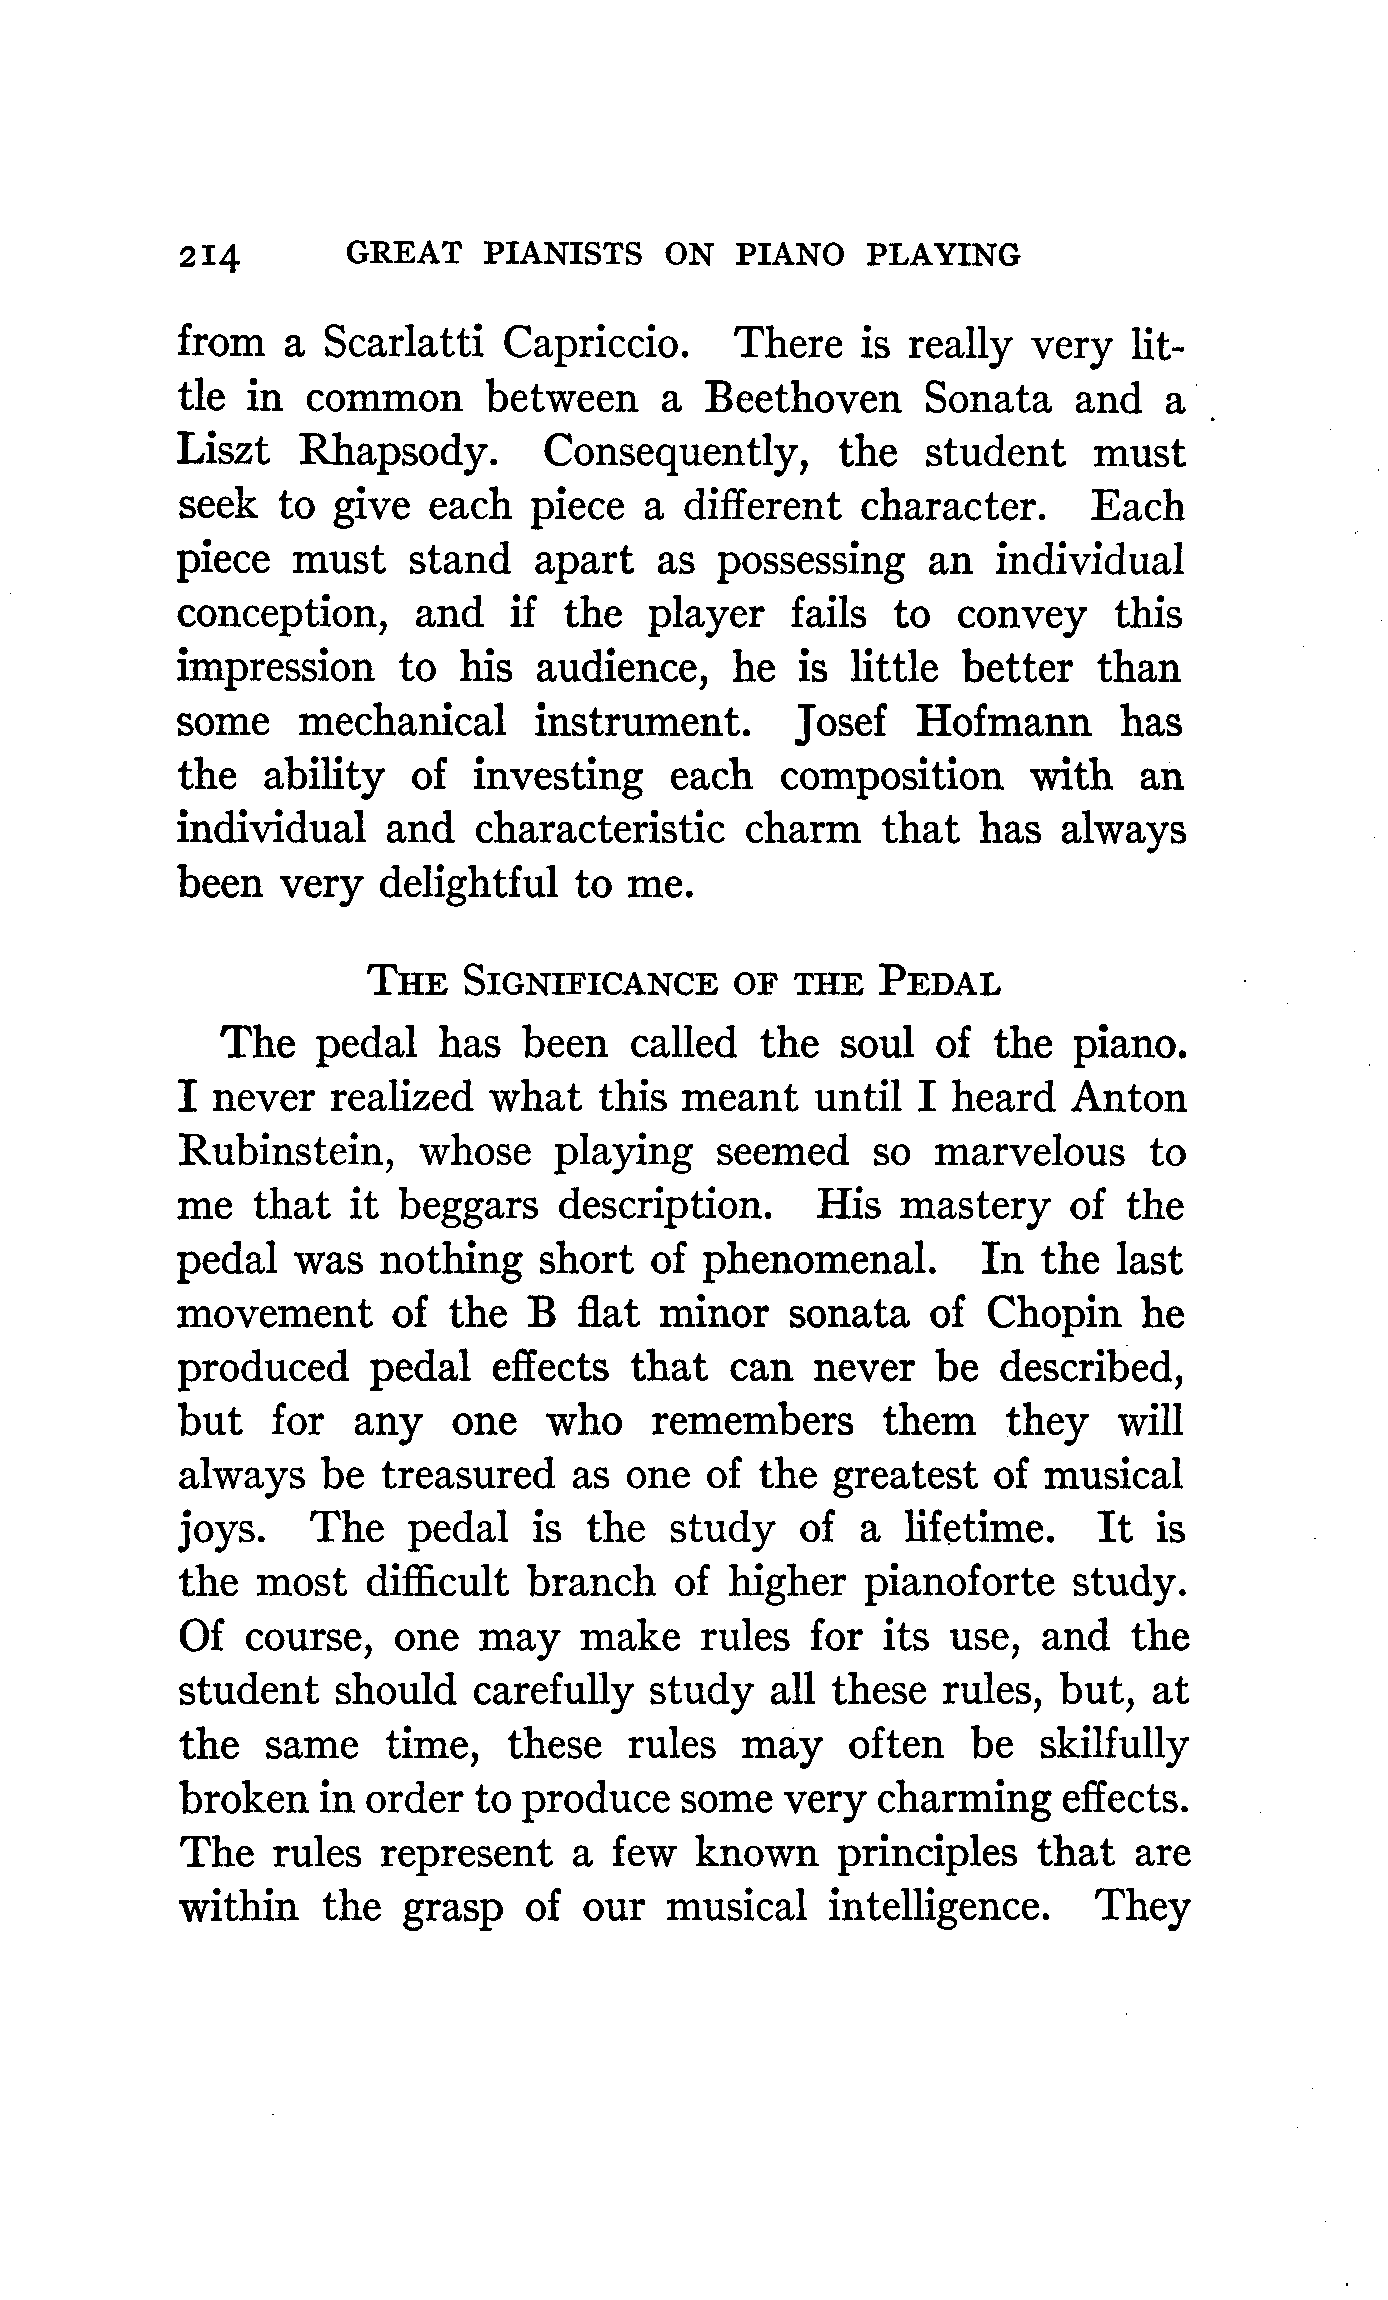 214 GREAT PIANISTS ON PIANO PLAYING
from a Scarlatti Capriccio. There is really very lit-
tle in common between a Beethoven Sonata and a
Liszt Rhapsody. Consequently, the student must
seek to give each piece a different character. Each
piece must stand apart as possessing an individual
conception, and if the player fails to convey this
impression to his audience, he is little better than
some mechanical instrument. Josef Hofmann has
the ability of investing each composition with an
individual and characteristic charm that has always
been very delightful to me.
THE SIGNIFICANCE OF THE PEDAL
The pedal has been called the soul of the piano.
I never realized what this meant until I heard Anton
Rubinstein, whose playing seemed so marvelous to
me that it beggars description. His mastery of the
pedal was nothing short of phenomenal. In the last
movement of the B flat minor sonata of Chopin he
produced pedal effects that can never be described,
but for any one who remembers them they will
always be treasured as one of the greatest of musical
joys. The pedal is the study of a lifetime. It is
the most difficult branch of higher pianoforte study.
Of course, one may make rules for its use, and the
student should carefully study all these rules, but, at
the same time, these rules may often be skilfully
broken in order to produce some very charming effects.
The rules represent a few known principles that are
within the grasp of our musical intelligence. They